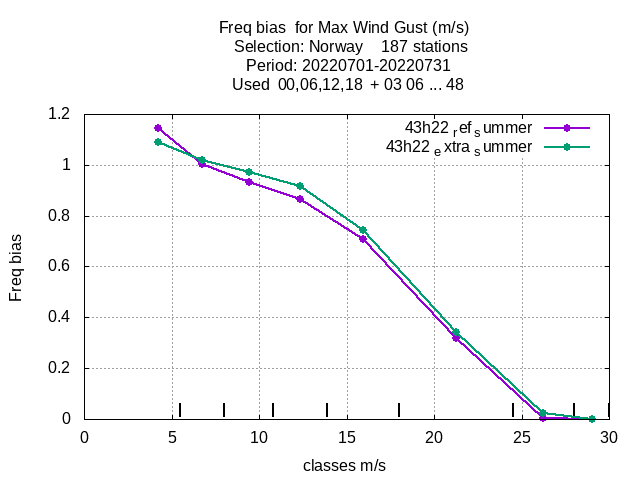 Freq bias  for Max Wind Gust (m/s)
Selection: Norway    187 stations
Period: 20220701-20220731
Used  00,06,12,18  + 03 06 ... 48
43h22 ref summer
43h22 extra summer
1.2
1
0.8
0.6
0.4
0.2
0
Freq bias
0 5 10 15 20 25 30
classes m/s